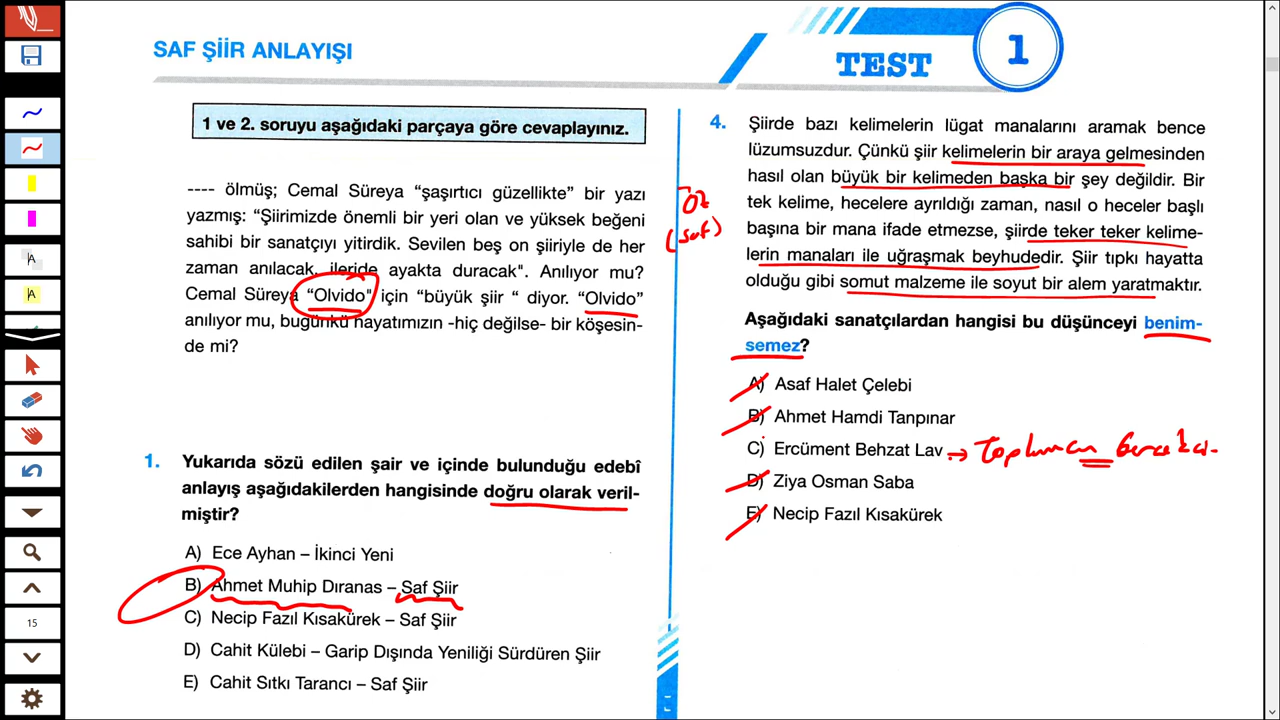 SAF ŞİİR ANLAYIŞI
TEST 1
1 ve 2. soruyu aşağıdaki parçaya göre cevaplayınız.
---- ölmüş; Cemal Süreya “şaşırtıcı güzellikte” bir yazı
yazmış: “Şiirimizde önemli bir yeri olan ve yüksek beğeni
sahibi bir sanatçıyı yitirdik. Sevilen beş on şiiriyle de her
zaman anılacak, ileride ayakta duracak". Anılıyor mu?
Cemal Süreya “Olvido" için “büyük şiir “ diyor. “Olvido”
anılıyor mu, bugünkü hayatımızın -hiç değilse- bir köşesin-
de mi?
1. Yukarıda sözü edilen şair ve içinde bulunduğu edebî
anlayış aşağıdakilerden hangisinde doğru olarak veril-
miştir?
A) Ece Ayhan – İkinci Yeni
B) Ahmet Muhip Dıranas – Saf Şiir
C) Necip Fazıl Kısakürek – Saf Şiir
D) Cahit Külebi – Garip Dışında Yeniliği Sürdüren Şiir
E) Cahit Sıtkı Tarancı – Saf Şiir
Öz
(saf)
4. Şiirde bazı kelimelerin lügat manalarını aramak bence
lüzumsuzdur. Çünkü şiir kelimelerin bir araya gelmesinden
hasıl olan büyük bir kelimeden başka bir şey değildir. Bir
tek kelime, hecelere ayrıldığı zaman, nasıl o heceler başlı
başına bir mana ifade etmezse, şiirde teker teker kelime-
lerin manaları ile uğraşmak beyhudedir. Şiir tıpkı hayatta
olduğu gibi somut malzeme ile soyut bir alem yaratmaktır.
Aşağıdaki sanatçılardan hangisi bu düşünceyi benim-
semez?
A) Asaf Halet Çelebi
B) Ahmet Hamdi Tanpınar
C) Ercüment Behzat Lav → Toplumcu Gerçekçi.
D) Ziya Osman Saba
E) Necip Fazıl Kısakürek
15